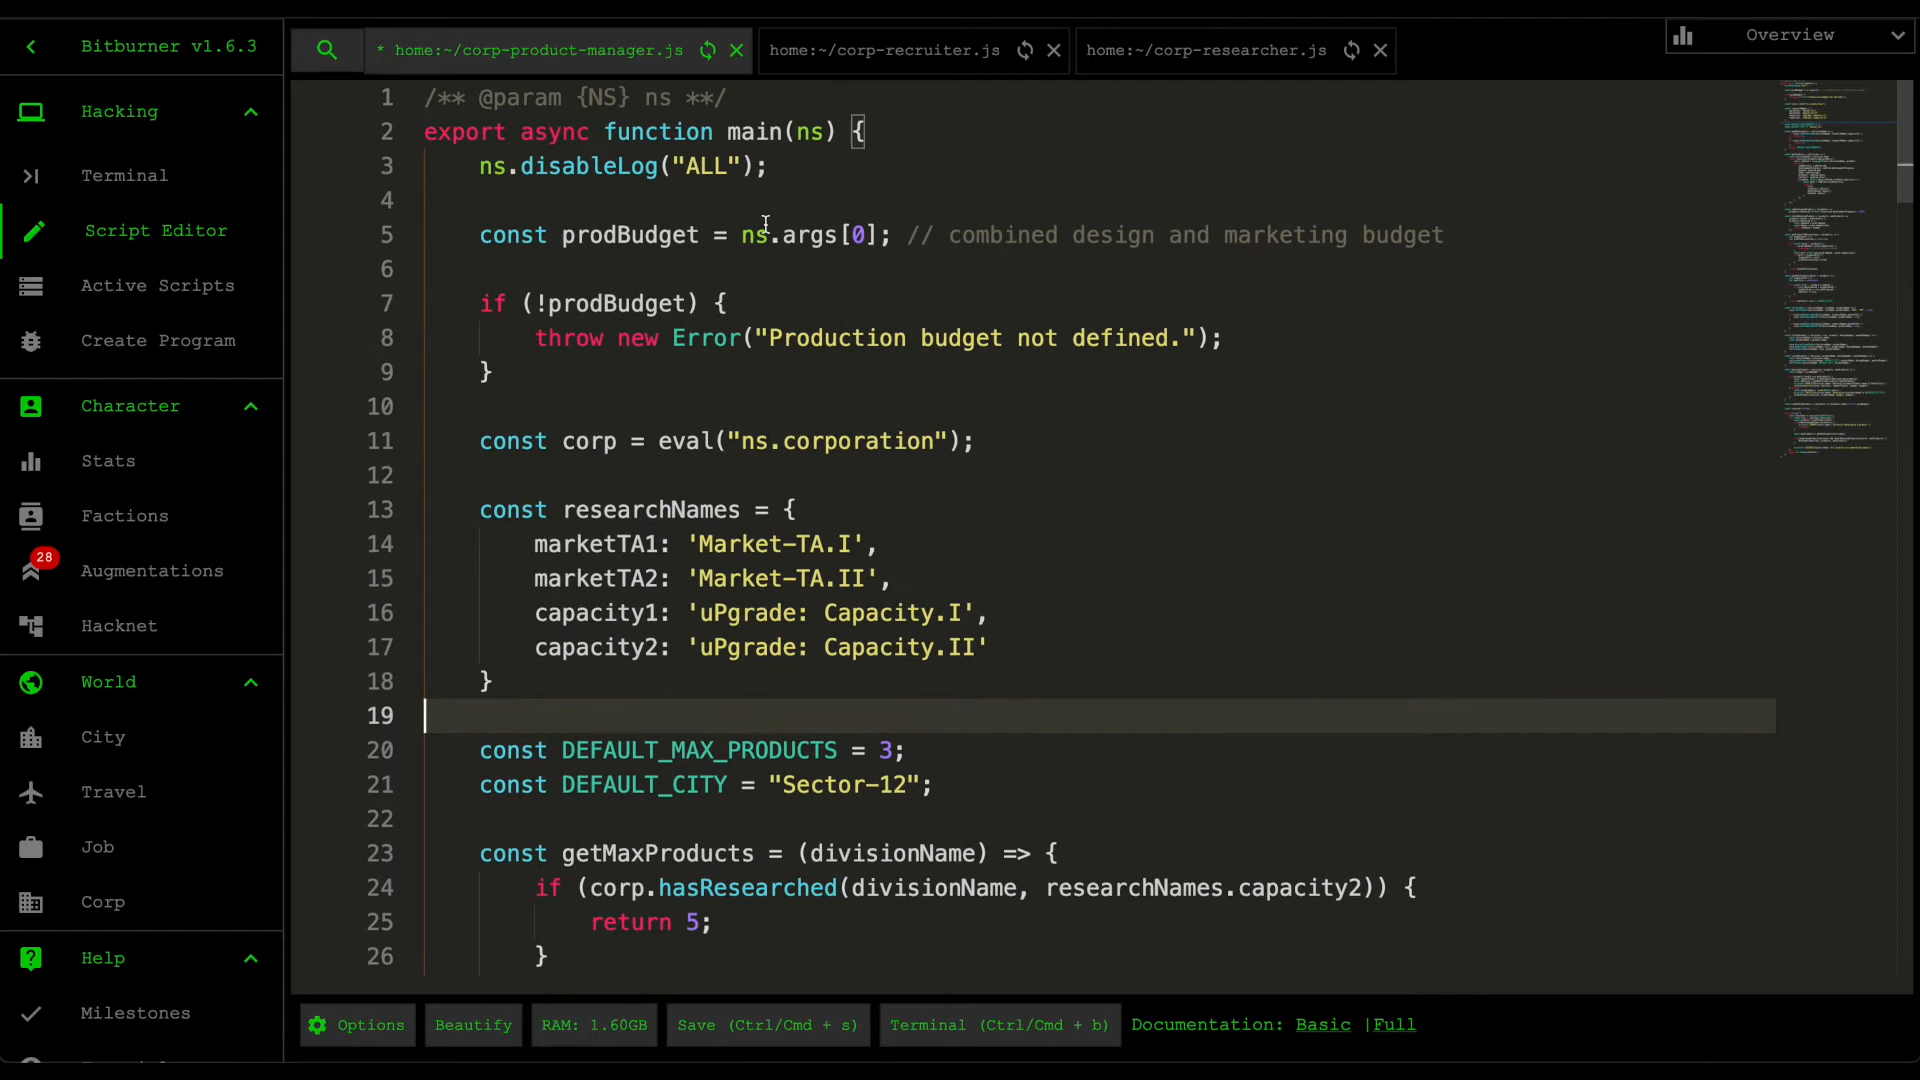 Bitburner v1.6.3
Hacking
Terminal
Script Editor
Active Scripts
Create Program
Character
Stats
Factions
28
Augmentations
Hacknet
World
City
Travel
Job
Corp
Help
Milestones
* home:~/corp-product-manager.js
home:~/corp-recruiter.js
home:~/corp-researcher.js
Overview
1 /** @param {NS} ns **/
2 export async function main(ns) {
3 ns.disableLog("ALL");
4
5 const prodBudget = ns.args[0]; // combined design and marketing budget
6
7 if (!prodBudget) {
8 throw new Error("Production budget not defined.");
9 }
10
11 const corp = eval("ns.corporation");
12
13 const researchNames = {
14 marketTA1: 'Market-TA.I',
15 marketTA2: 'Market-TA.II',
16 capacity1: 'uPgrade: Capacity.I',
17 capacity2: 'uPgrade: Capacity.II'
18 }
19
20 const DEFAULT_MAX_PRODUCTS = 3;
21 const DEFAULT_CITY = "Sector-12";
22
23 const getMaxProducts = (divisionName) => {
24 if (corp.hasResearched(divisionName, researchNames.capacity2)) {
25 return 5;
26 }
Options
Beautify
RAM: 1.60GB
Save (Ctrl/Cmd + s)
Terminal (Ctrl/Cmd + b)
Documentation: Basic |Full